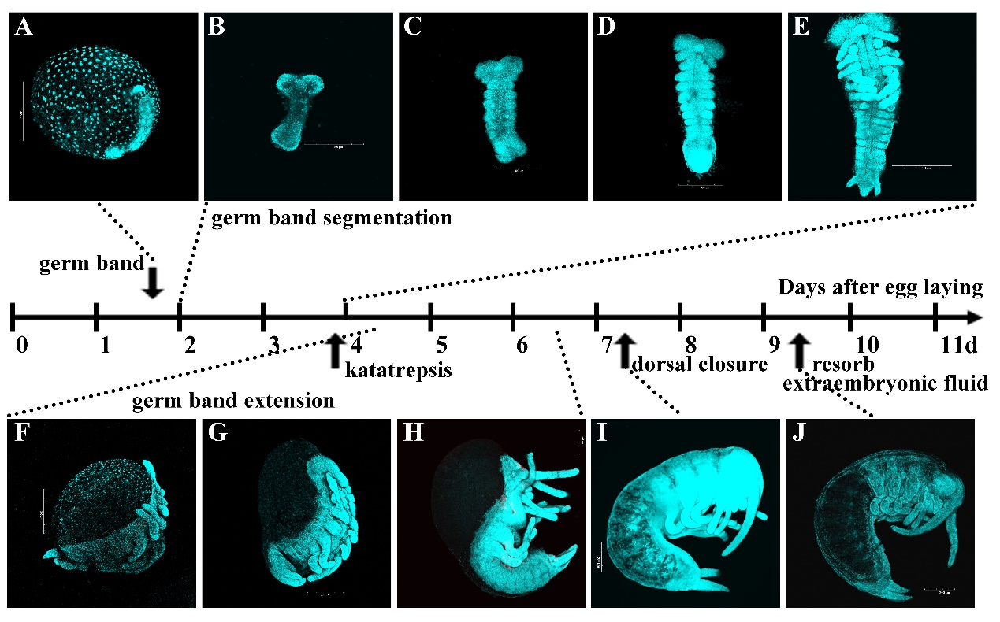 A B C D E
germ band segmentation
germ band
Days after egg laying
0 1 2 3 4 5 6 7 8 9 10 11d
katatrepsis
dorsal closure
resorb
extraembryonic fluid
germ band extension
F G H I J